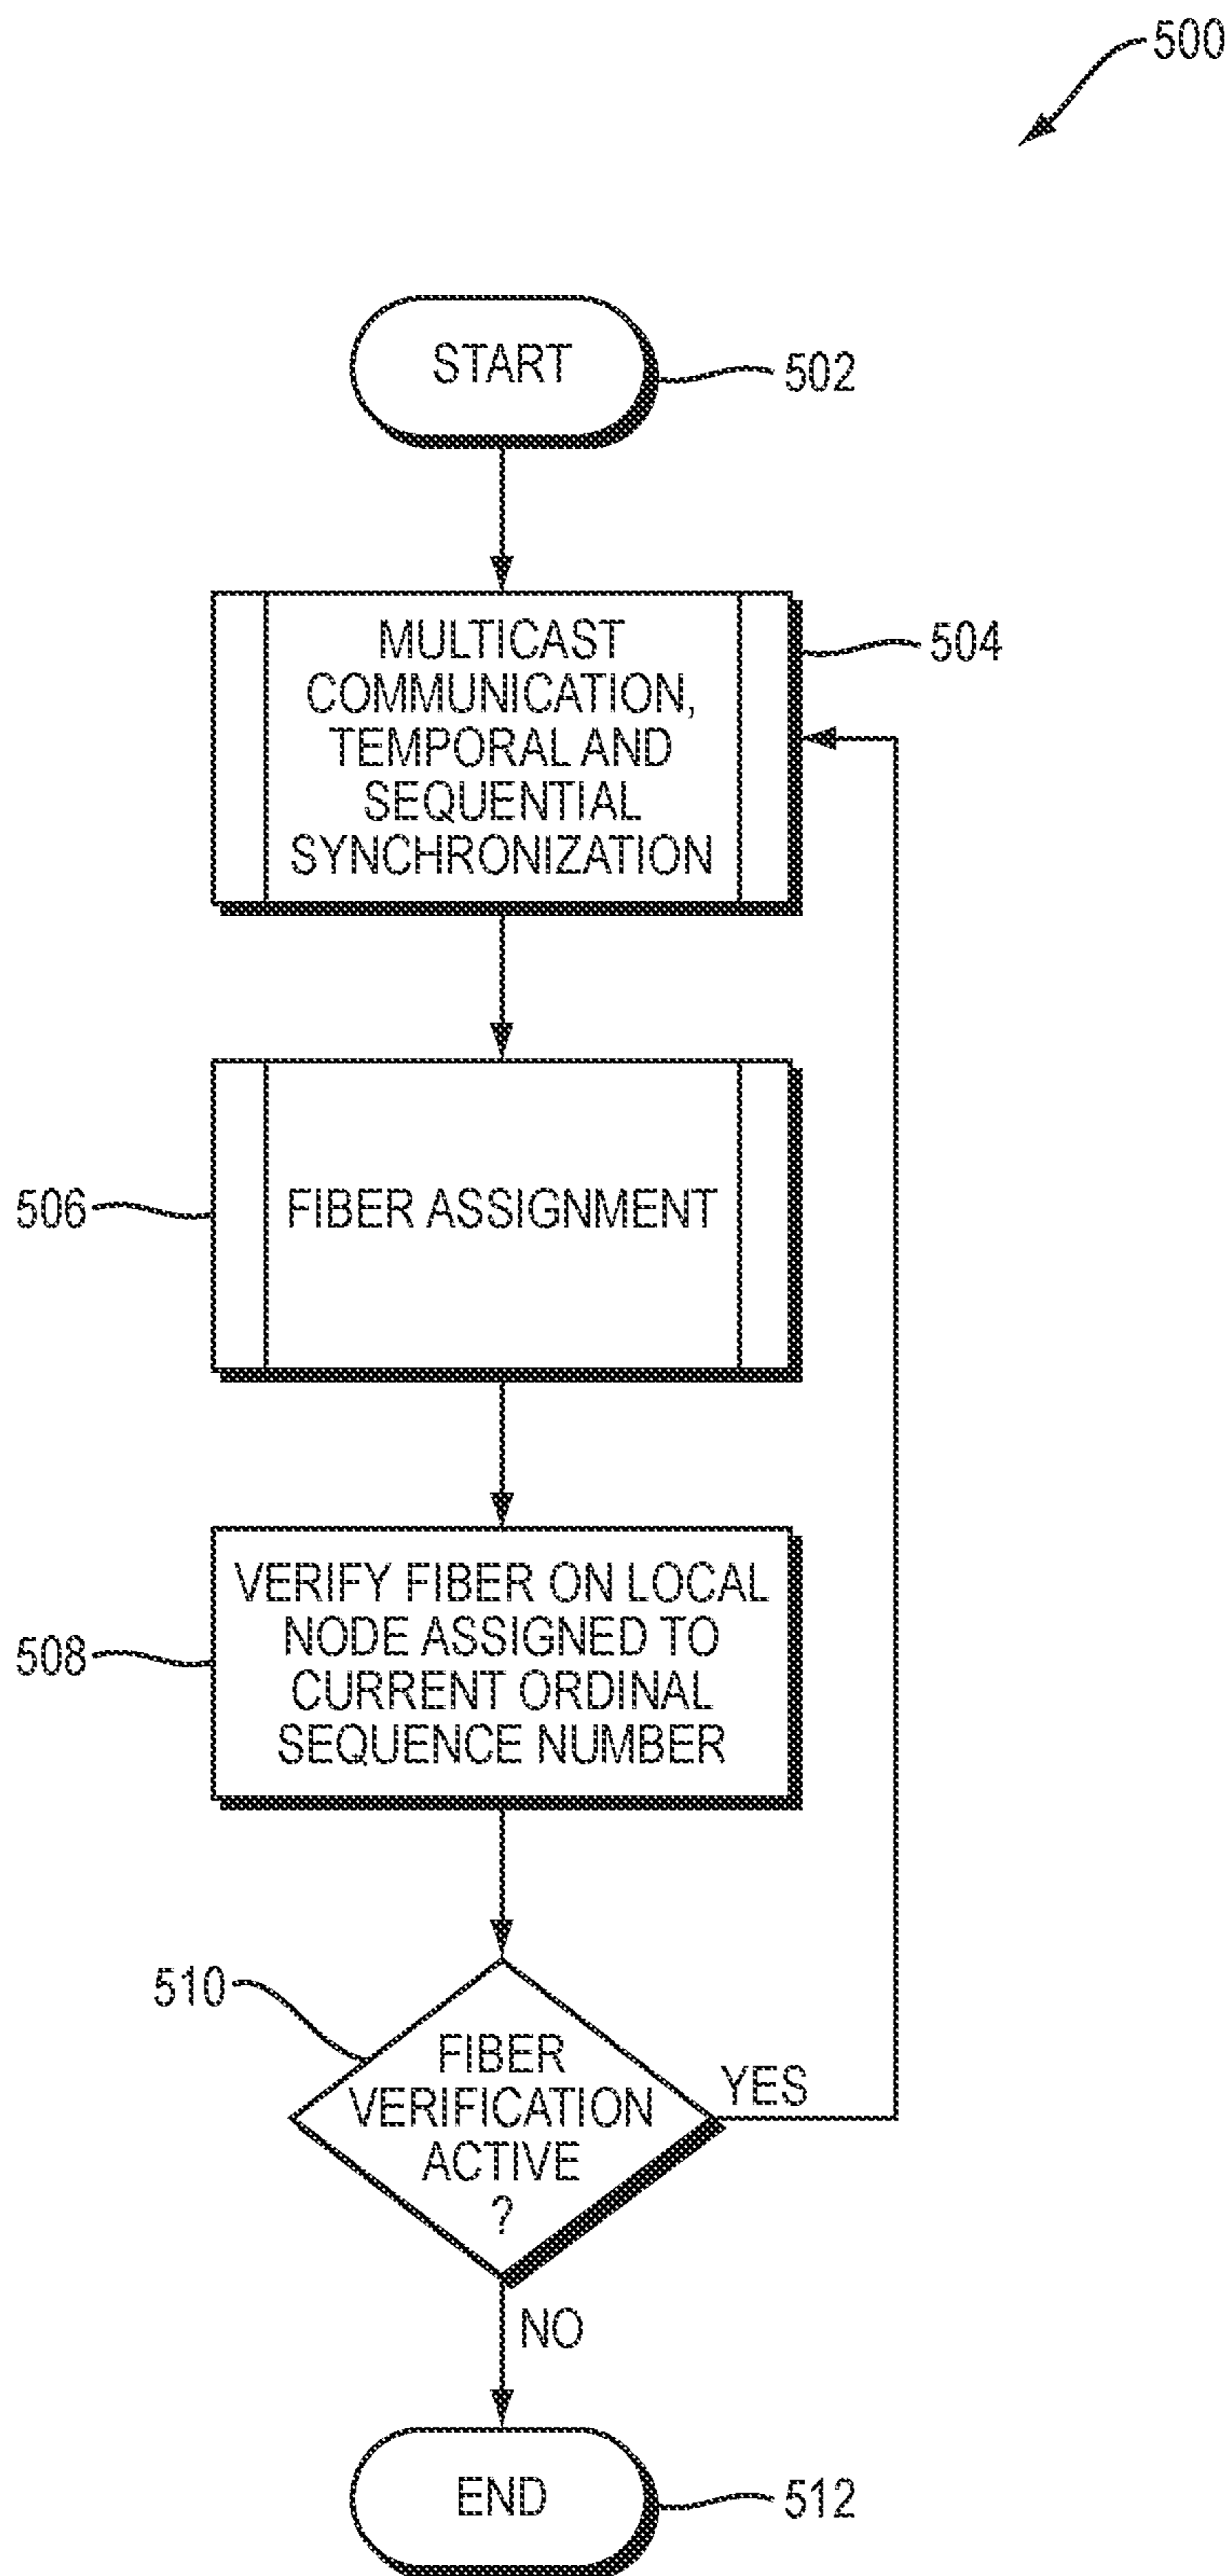 500
START
502
MULTICAST
COMMUNICATION,
TEMPORAL AND
SEQUENTIAL
SYNCHRONIZATION
504
506
FIBER ASSIGNMENT
508
VERIFY FIBER ON LOCAL
NODE ASSIGNED TO
CURRENT ORDINAL
SEQUENCE NUMBER
510
FIBER
VERIFICATION
ACTIVE
?
YES
NO
END
512